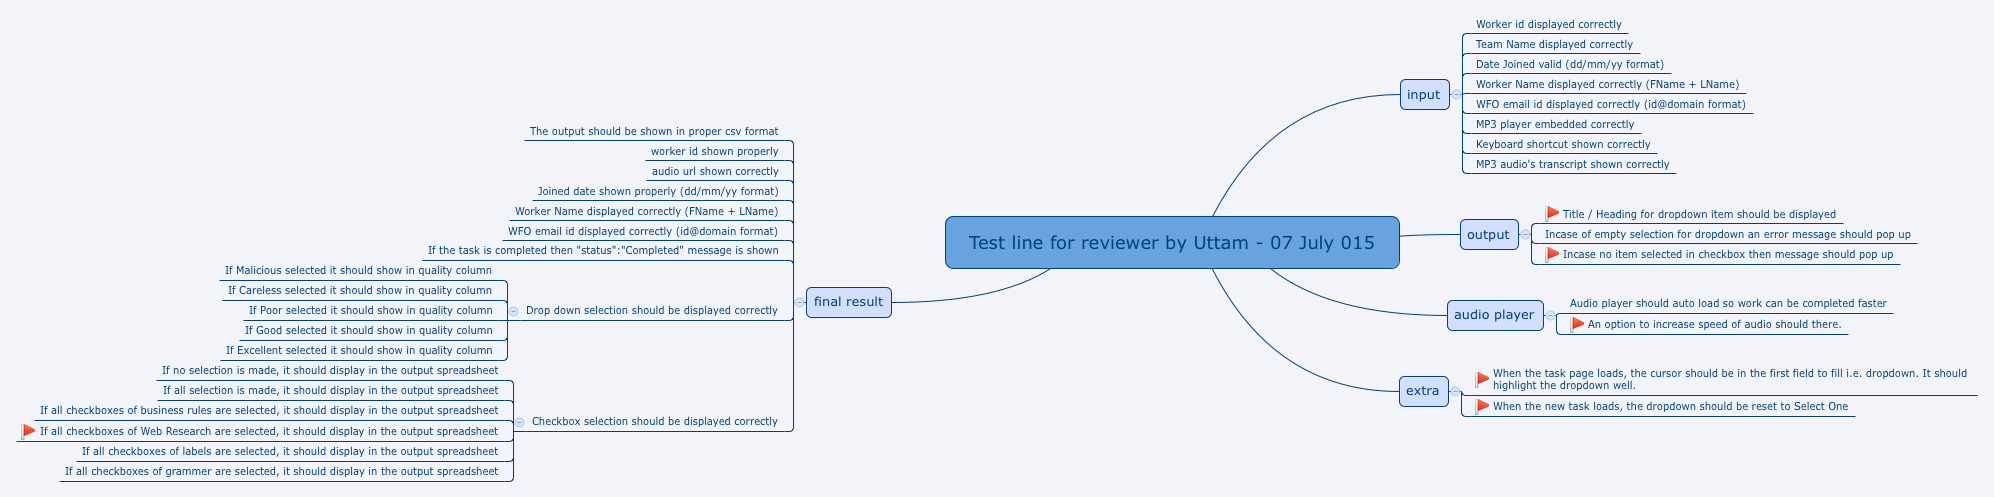 Test line for reviewer by Uttam - 07 July 015
input
Worker id displayed correctly
Team Name displayed correctly
Date Joined valid (dd/mm/yy format)
Worker Name displayed correctly (FName + LName)
WFO email id displayed correctly (id@domain format)
MP3 player embedded correctly
Keyboard shortcut shown correctly
MP3 audio's transcript shown correctly
output
Title / Heading for dropdown item should be displayed
Incase of empty selection for dropdown an error message should pop up
Incase no item selected in checkbox then message should pop up
audio player
Audio player should auto load so work can be completed faster
An option to increase speed of audio should there.
extra
When the task page loads, the cursor should be in the first field to fill i.e. dropdown. It should
highlight the dropdown well.
When the new task loads, the dropdown should be reset to Select One
final result
The output should be shown in proper csv format
worker id shown properly
audio url shown correctly
Joined date shown properly (dd/mm/yy format)
Worker Name displayed correctly (FName + LName)
WFO email id displayed correctly (id@domain format)
If the task is completed then "status":"Completed" message is shown
Drop down selection should be displayed correctly
If Malicious selected it should show in quality column
If Careless selected it should show in quality column
If Poor selected it should show in quality column
If Good selected it should show in quality column
If Excellent selected it should show in quality column
Checkbox selection should be displayed correctly
If no selection is made, it should display in the output spreadsheet
If all selection is made, it should display in the output spreadsheet
If all checkboxes of business rules are selected, it should display in the output spreadsheet
If all checkboxes of Web Research are selected, it should display in the output spreadsheet
If all checkboxes of labels are selected, it should display in the output spreadsheet
If all checkboxes of grammer are selected, it should display in the output spreadsheet